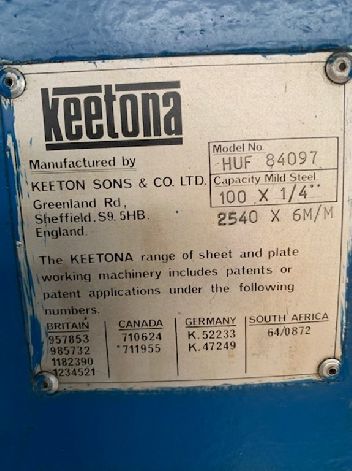 Keetona
Manufactured by
KEETON SONS & CO. LTD.
Greenland Rd,
Sheffield. S9. 5HB.
England.
Model No.
HUF 84097
Capacity Mild Steel
100 X 1/4"
2540 X 6M/M
The KEETONA range of sheet and plate
working machinery includes patents or
patent applications under the following
numbers.
BRITAIN CANADA GERMANY SOUTH AFRICA
957853 710624 K.52233 64/0872
985732 711955 K.47249
1182390
1234521